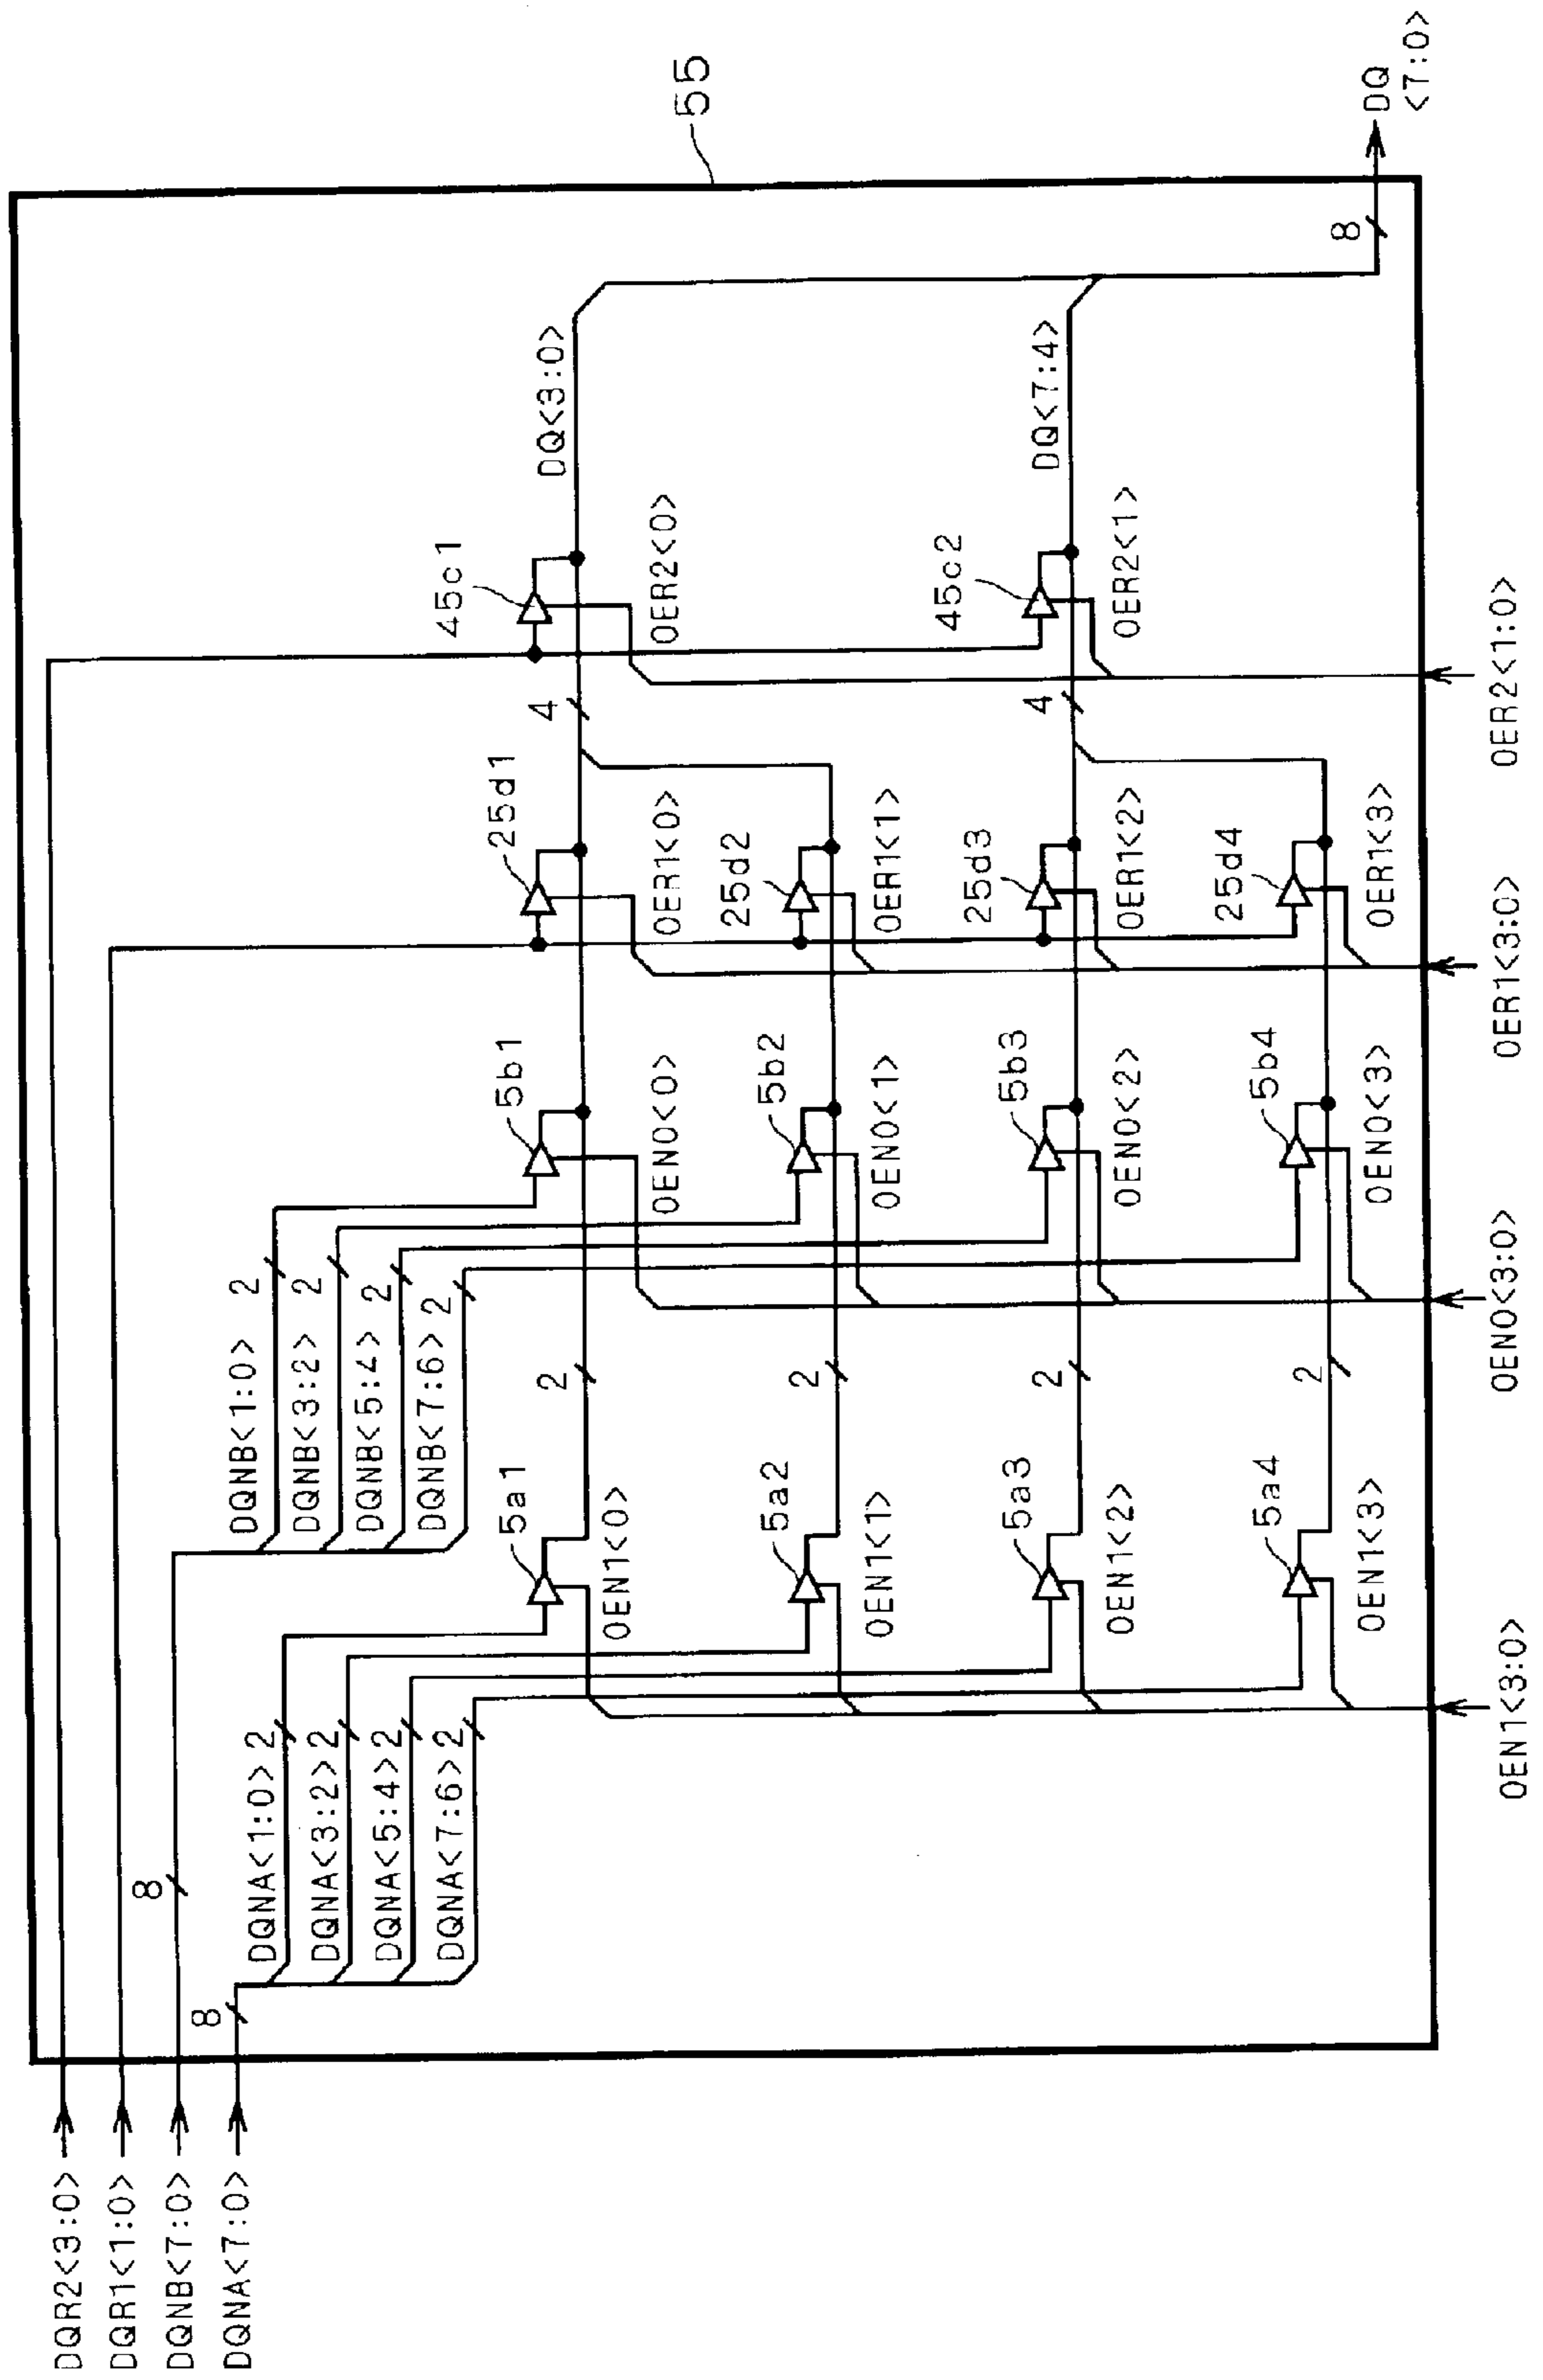 55
DQR2<3:0>
DQR1<1:0>
DQNB<7:0>
DQNA<7:0>
8
8
DQNA<1:0> 2
DQNA<3:2> 2
DQNA<5:4> 2
DQNA<7:6> 2
DQNB<1:0> 2
DQNB<3:2> 2
DQNB<5:4> 2
DQNB<7:6> 2
5a1
OEN1<0>
2
5b1
OEN0<0>
25d1
OER1<0>
4
45c1
OER2<0>
DQ<3:0>
5a2
OEN1<1>
2
5b2
OEN0<1>
25d2
OER1<1>
5a3
OEN1<2>
2
5b3
OEN0<2>
25d3
OER1<2>
4
45c2
OER2<1>
DQ<7:4>
5a4
OEN1<3>
2
5b4
OEN0<3>
25d4
OER1<3>
8
DQ
<7:0>
OEN1<3:0>
OEN0<3:0>
OER1<3:0>
OER2<1:0>